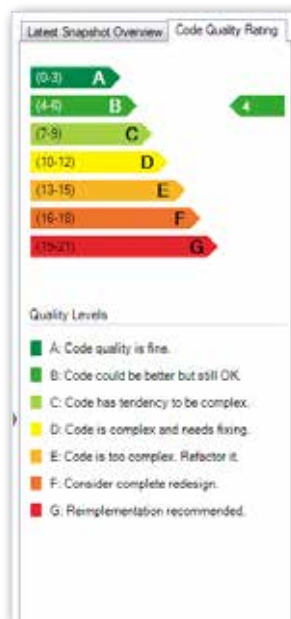 Latest Snapshot Overview
Code Quality Rating
(0-3) A
(4-6) B
4
(7-9) C
(10-12) D
(13-15) E
(16-18) F
(19-21) G
Quality Levels
A: Code quality is fine.
B: Code could be better but still OK.
C: Code has tendency to be complex.
D: Code is complex and needs fixing.
E: Code is too complex. Refactor it.
F: Consider complete redesign.
G: Reimplementation recommended.